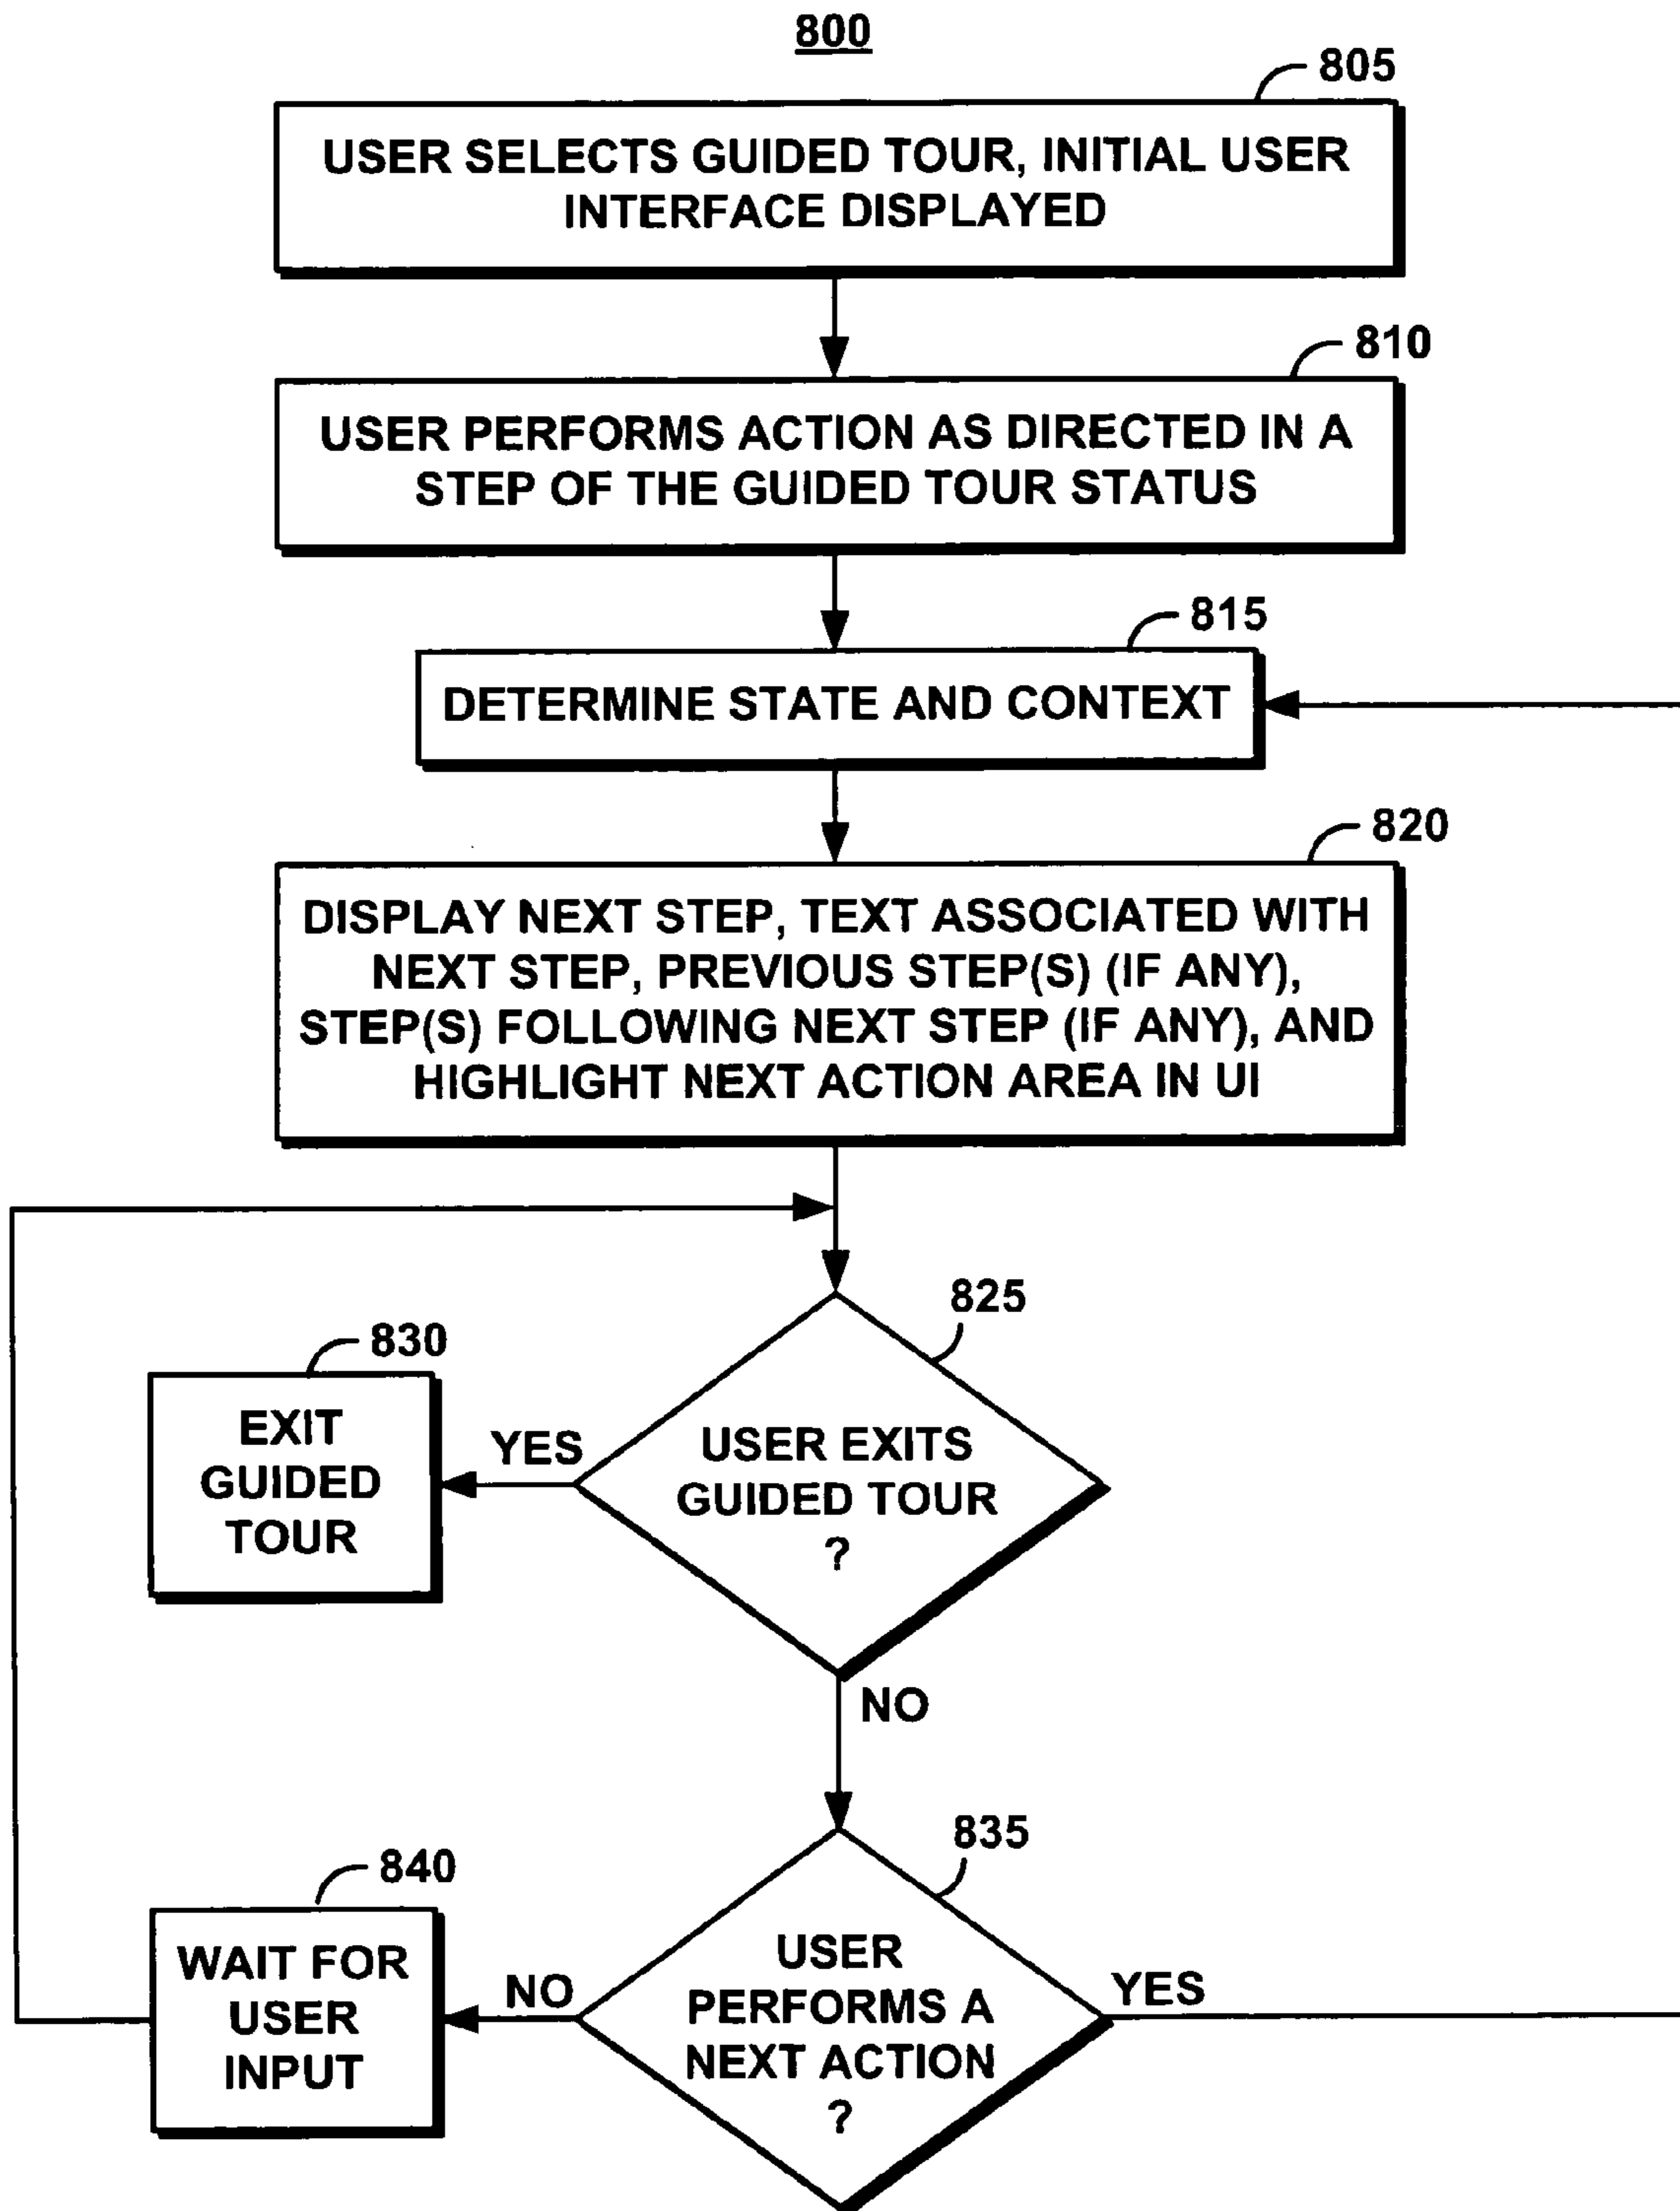 800
805
USER SELECTS GUIDED TOUR, INITIAL USER
INTERFACE DISPLAYED
810
USER PERFORMS ACTION AS DIRECTED IN A
STEP OF THE GUIDED TOUR STATUS
815
DETERMINE STATE AND CONTEXT
820
DISPLAY NEXT STEP, TEXT ASSOCIATED WITH
NEXT STEP, PREVIOUS STEP(S) (IF ANY),
STEP(S) FOLLOWING NEXT STEP (IF ANY), AND
HIGHLIGHT NEXT ACTION AREA IN UI
825
USER EXITS
GUIDED TOUR
?
YES
830
EXIT
GUIDED
TOUR
NO
835
USER
PERFORMS A
NEXT ACTION
?
YES
NO
840
WAIT FOR
USER
INPUT